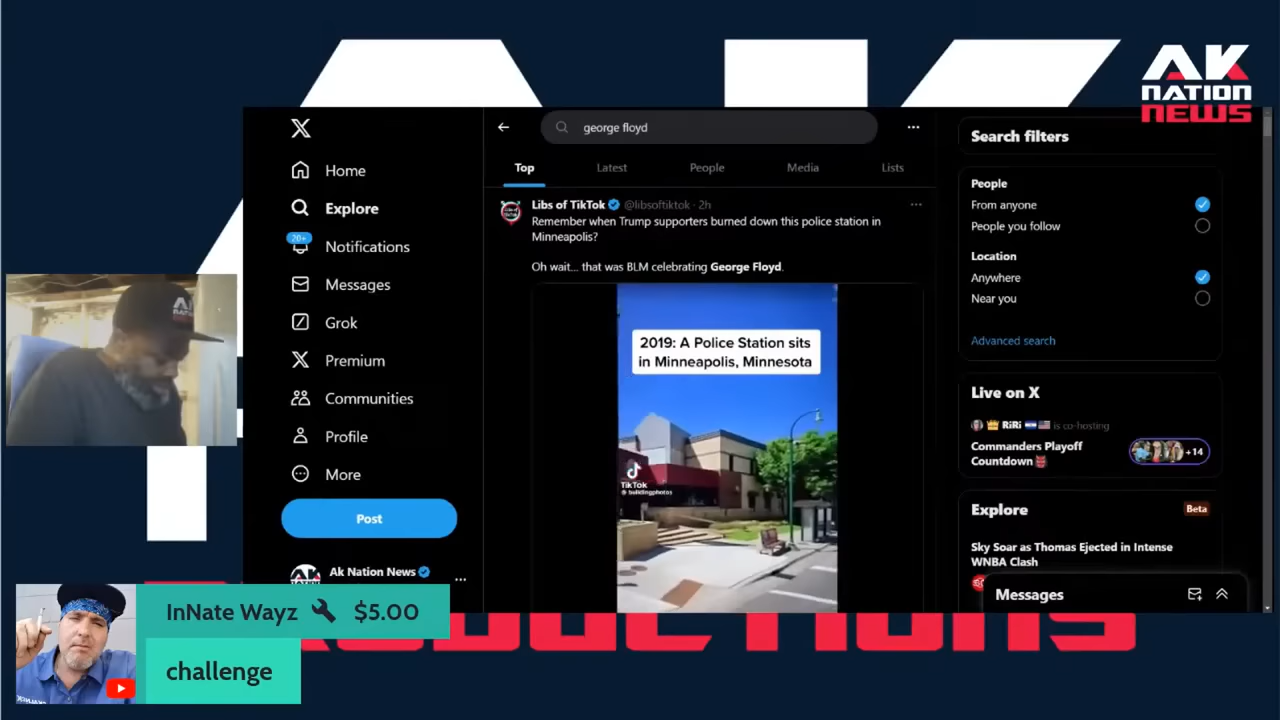 AK
NATION
NEWS
X
Home
Explore
20+
Notifications
Messages
Grok
Premium
Communities
Profile
More
Post
Ak Nation News
george floyd
Top
Latest
People
Media
Lists
Libs of TikTok @libsoftiktok · 2h
Remember when Trump supporters burned down this police station in
Minneapolis?
Oh wait... that was BLM celebrating George Floyd.
2019: A Police Station sits
in Minneapolis, Minnesota
TikTok
@buildingphotos
Search filters
People
From anyone
People you follow
Location
Anywhere
Near you
Advanced search
Live on X
RiRi is co-hosting
Commanders Playoff
Countdown
+14
Explore
Beta
Sky Soar as Thomas Ejected in Intense
WNBA Clash
Messages
AK
NATION
InNate Wayz $5.00
challenge